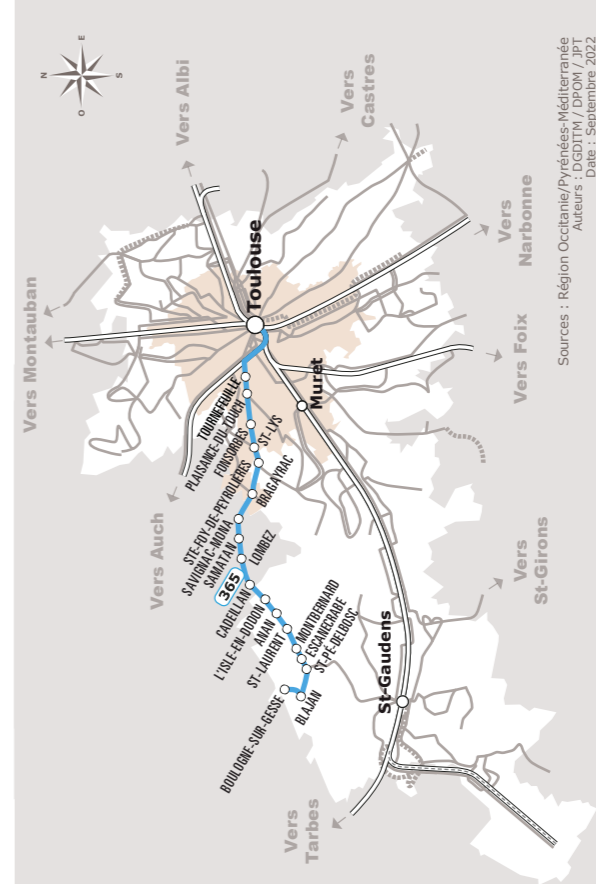 N
E
S
O
Vers Montauban
Vers Albi
Vers
Castres
Vers Auch
Toulouse
Muret
Vers
Narbonne
Vers Foix
Vers
St-Girons
St-Gaudens
Vers
Tarbes
365
TOURNEFEUILLE
PLAISANCE-DU-TOUCH
FONSORBES
ST-LYS
STE-FOY-DE-PEYROLIÈRES
BRAGAYRAC
SAVIGNAC-MONA
SAMATAN
LOMBEZ
CADEILLAN
L'ISLE-EN-DODON
ANAN
ST-LAURENT
MONTBERNARD
ESCANECRABE
ST-PÉ-DELBOSC
BLAJAN
BOULOGNE-SUR-GESSE
Sources : Région Occitanie/Pyrénées-Méditerranée
Auteurs : DGDITM / DPOM / JPT
Date : Septembre 2022